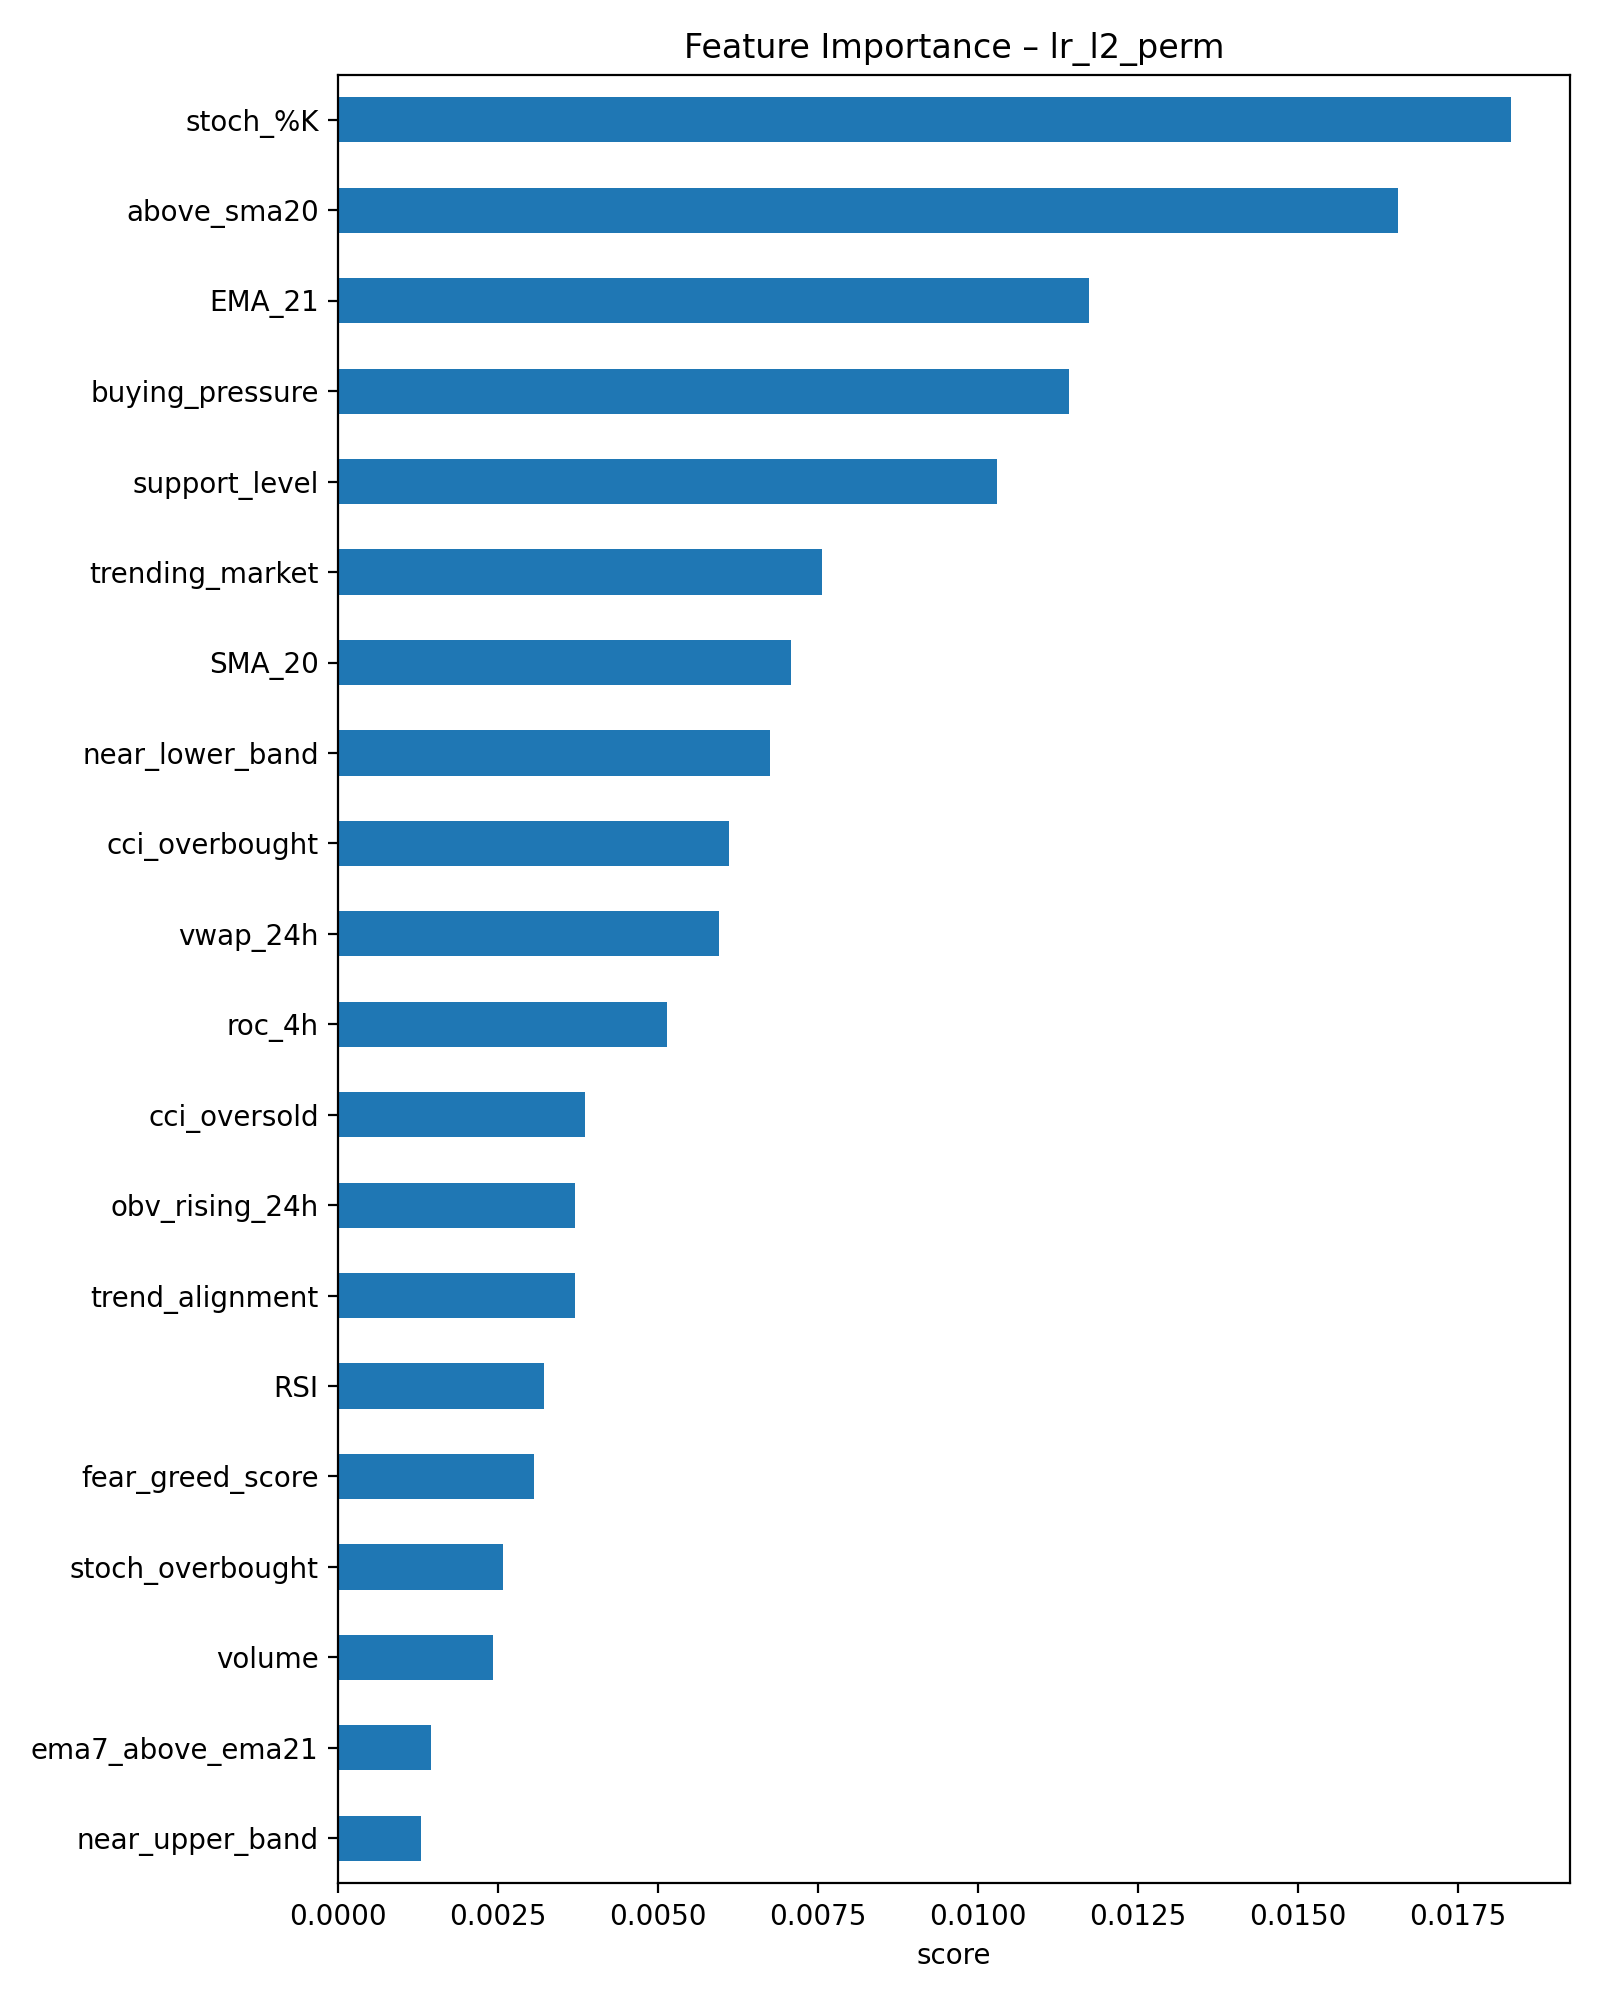 Feature Importance – lr_l2_perm
stoch_%K
above_sma20
EMA_21
buying_pressure
support_level
trending_market
SMA_20
near_lower_band
cci_overbought
vwap_24h
roc_4h
cci_oversold
obv_rising_24h
trend_alignment
RSI
fear_greed_score
stoch_overbought
volume
ema7_above_ema21
near_upper_band
0.0000 0.0025 0.0050 0.0075 0.0100 0.0125 0.0150 0.0175
score